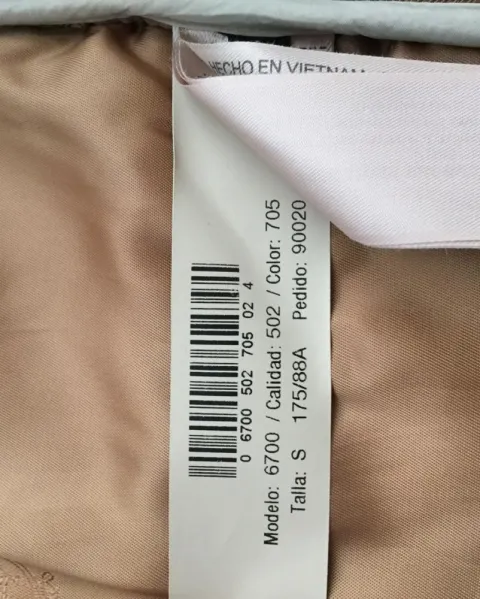 HECHO EN VIETNAM
0 6700 502 705 02 4
Modelo: 6700 / Calidad: 502 / Color: 705
Talla: S 175/88A Pedido: 90020